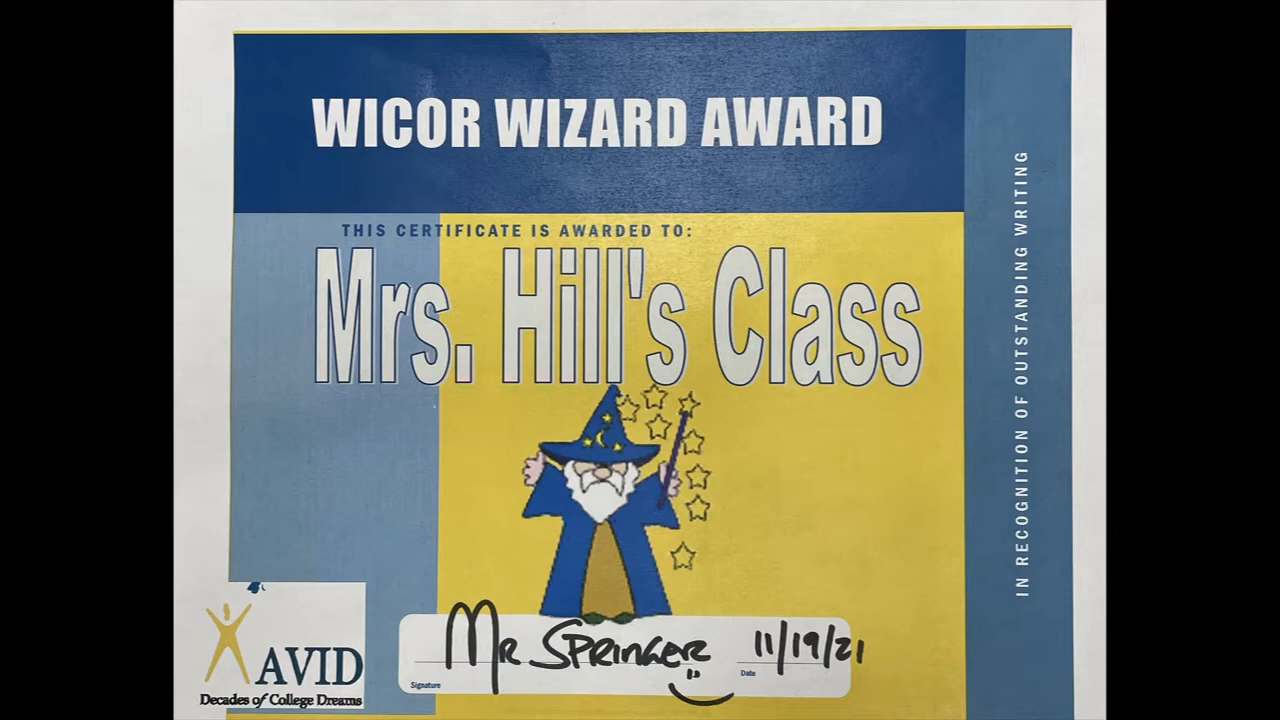 WICOR WIZARD AWARD
THIS CERTIFICATE IS AWARDED TO:
Mrs. Hill's Class
IN RECOGNITION OF OUTSTANDING WRITING
AVID
Decades of College Dreams
MR SPRINGER 11/19/21
Signature Date